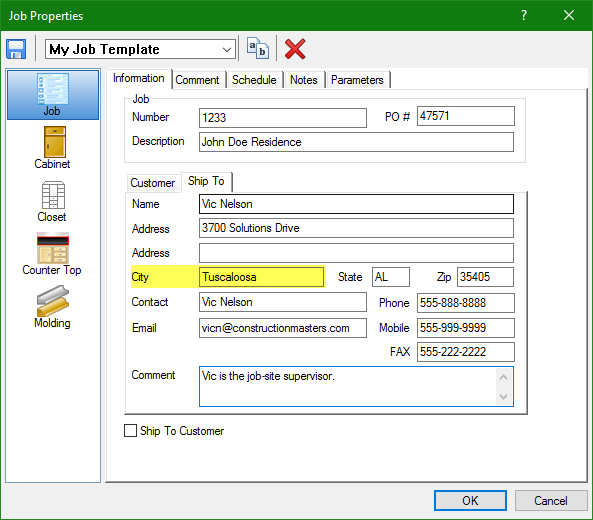 Job Properties
?
My Job Template
a b
Information Comment Schedule Notes Parameters
Job
Cabinet
Closet
Counter Top
Molding
Job
Number 1233 PO # 47571
Description John Doe Residence
Customer Ship To
Name Vic Nelson
Address 3700 Solutions Drive
Address
City Tuscaloosa State AL Zip 35405
Contact Vic Nelson Phone 555-888-8888
Email vicn@constructionmasters.com Mobile 555-999-9999
FAX 555-222-2222
Comment Vic is the job-site supervisor.
Ship To Customer
OK Cancel